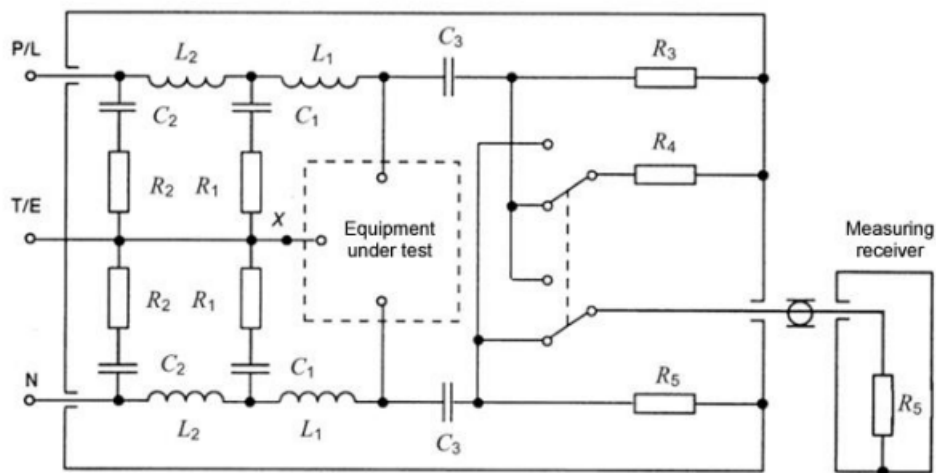 P/L
L2
L1
C3
R3
C2
C1
R4
R2
R1
T/E
X
Equipment
under test
Measuring
receiver
R2
R1
C2
C1
N
R5
R5
L2
L1
C3